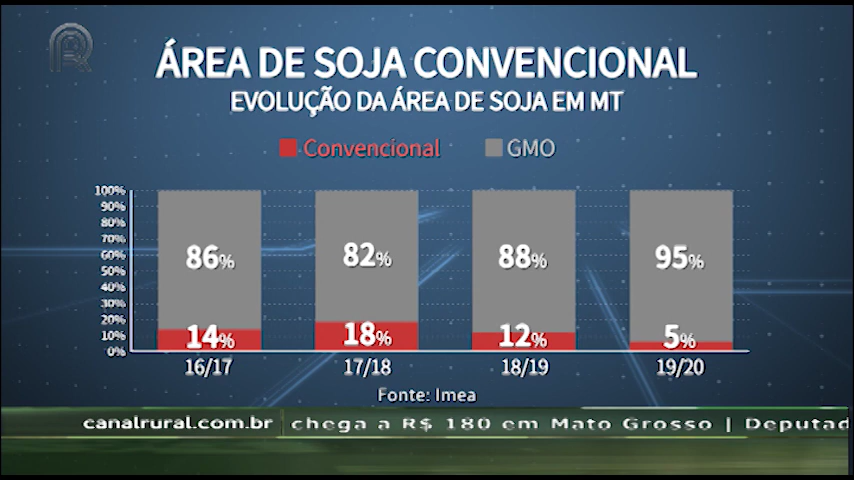 ÁREA DE SOJA CONVENCIONAL
EVOLUÇÃO DA ÁREA DE SOJA EM MT
Convencional GMO
100%
90%
80%
70%
60%
50%
40%
30%
20%
10%
0%
86% 82% 88% 95%
14% 18% 12% 5%
16/17 17/18 18/19 19/20
Fonte: Imea
canalrural.com.br chega a R$ 180 em Mato Grosso | Deputad